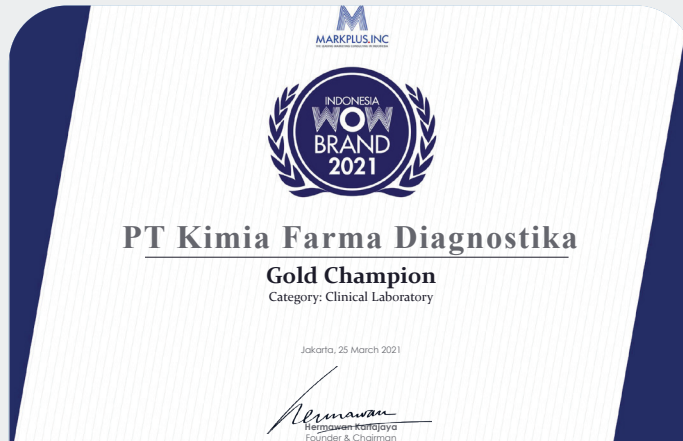 MARKPLUS.INC
INDONESIA
WOW
BRAND
2021
PT Kimia Farma Diagnostika
Gold Champion
Category: Clinical Laboratory
Jakarta, 25 March 2021
Hermawan
Hermawan Kartajaya
Founder & Chairman